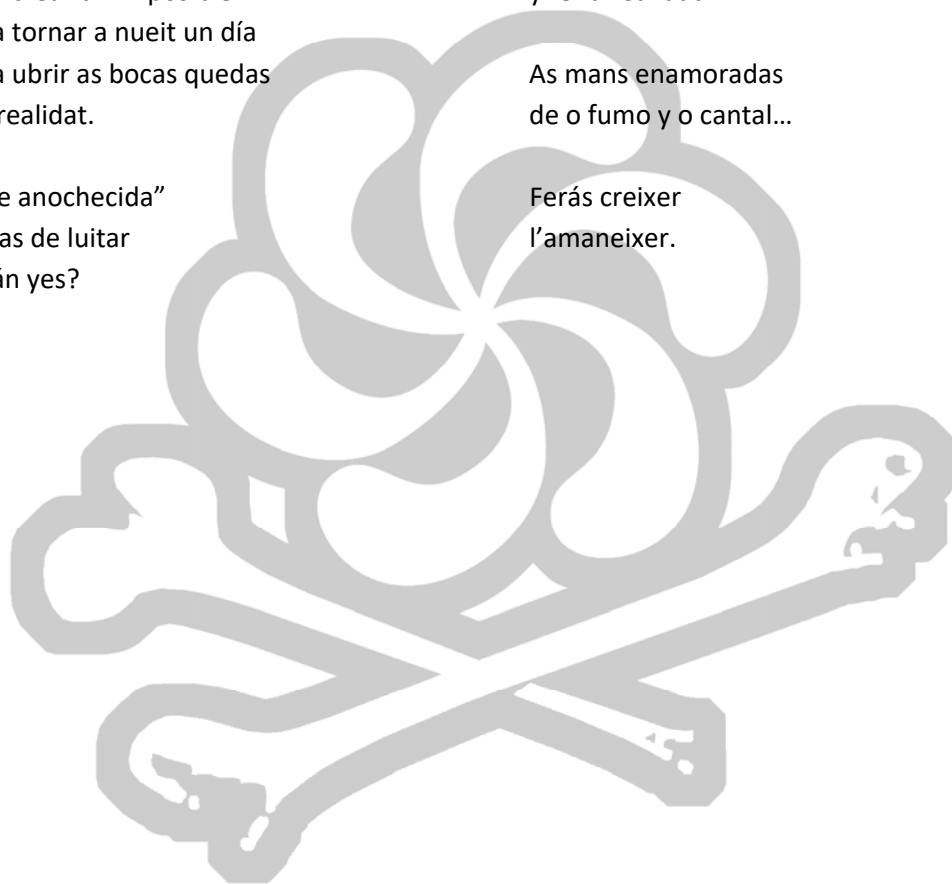 a tornar a nueit un día
a ubrir as bocas quedas
realidat.
e anochecida”
as de luitar
án yes?
As mans enamoradas
de o fumo y o cantal…
Ferás creixer
l’amaneixer.